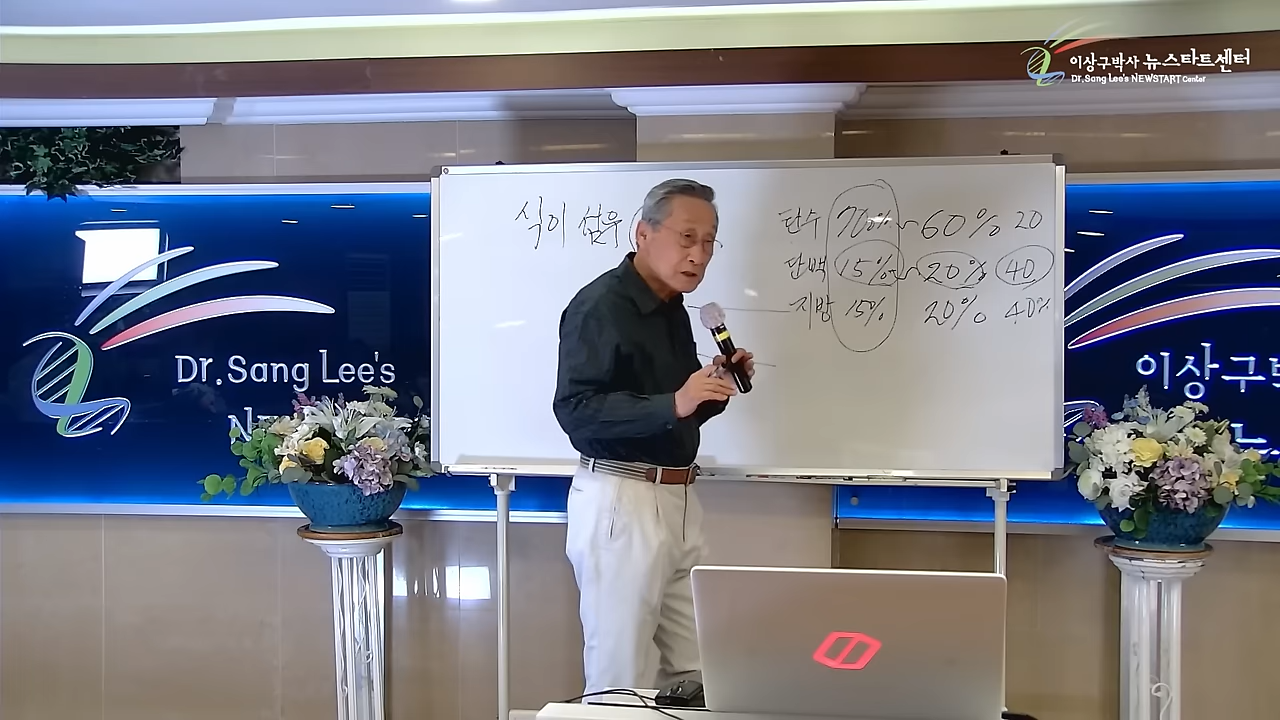 이상구박사 뉴스타트센터
Dr. Sang Lee's NEWSTART Center
식이 섬유
탄수 70% ~ 60% 20
단백 15% ~ 20% 40
지방 15% 20% 40%
Dr. Sang Lee's
이상구